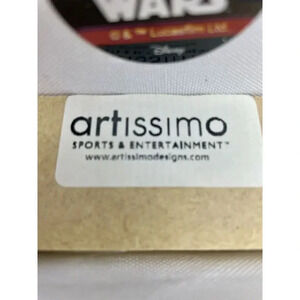 WARS
© & ™ Lucasfilm Ltd.
Disney
artissimo
SPORTS & ENTERTAINMENT™
www.artissimodesigns.com